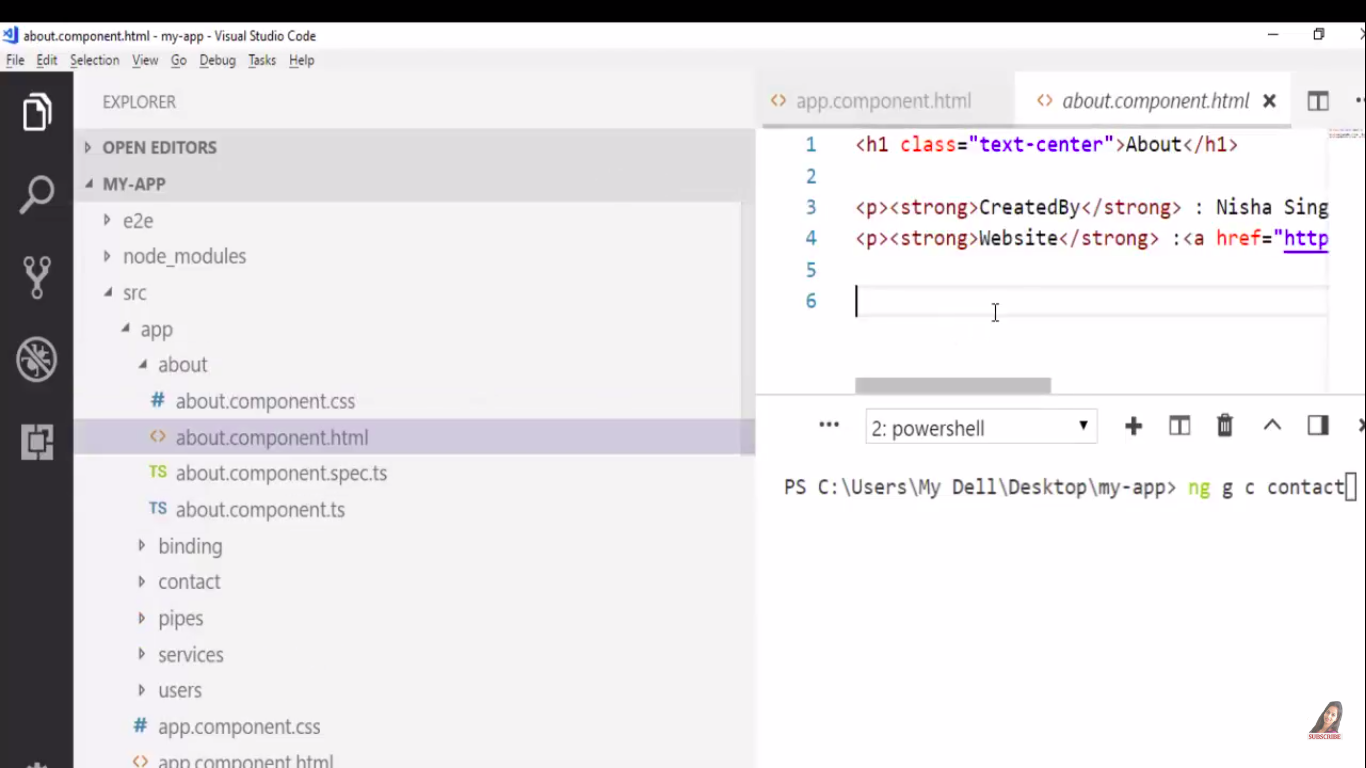 about.component.html - my-app - Visual Studio Code
File Edit Selection View Go Debug Tasks Help
EXPLORER
OPEN EDITORS
MY-APP
e2e
node_modules
src
app
about
# about.component.css
<> about.component.html
TS about.component.spec.ts
TS about.component.ts
binding
contact
pipes
services
users
# app.component.css
<> app.component.html
<> app.component.html
<> about.component.html
1 <h1 class="text-center">About</h1>
2
3 <p><strong>CreatedBy</strong> : Nisha Sing
4 <p><strong>Website</strong> :<a href="http
5
6
2: powershell
PS C:\Users\My Dell\Desktop\my-app> ng g c contact
SUBSCRIBE